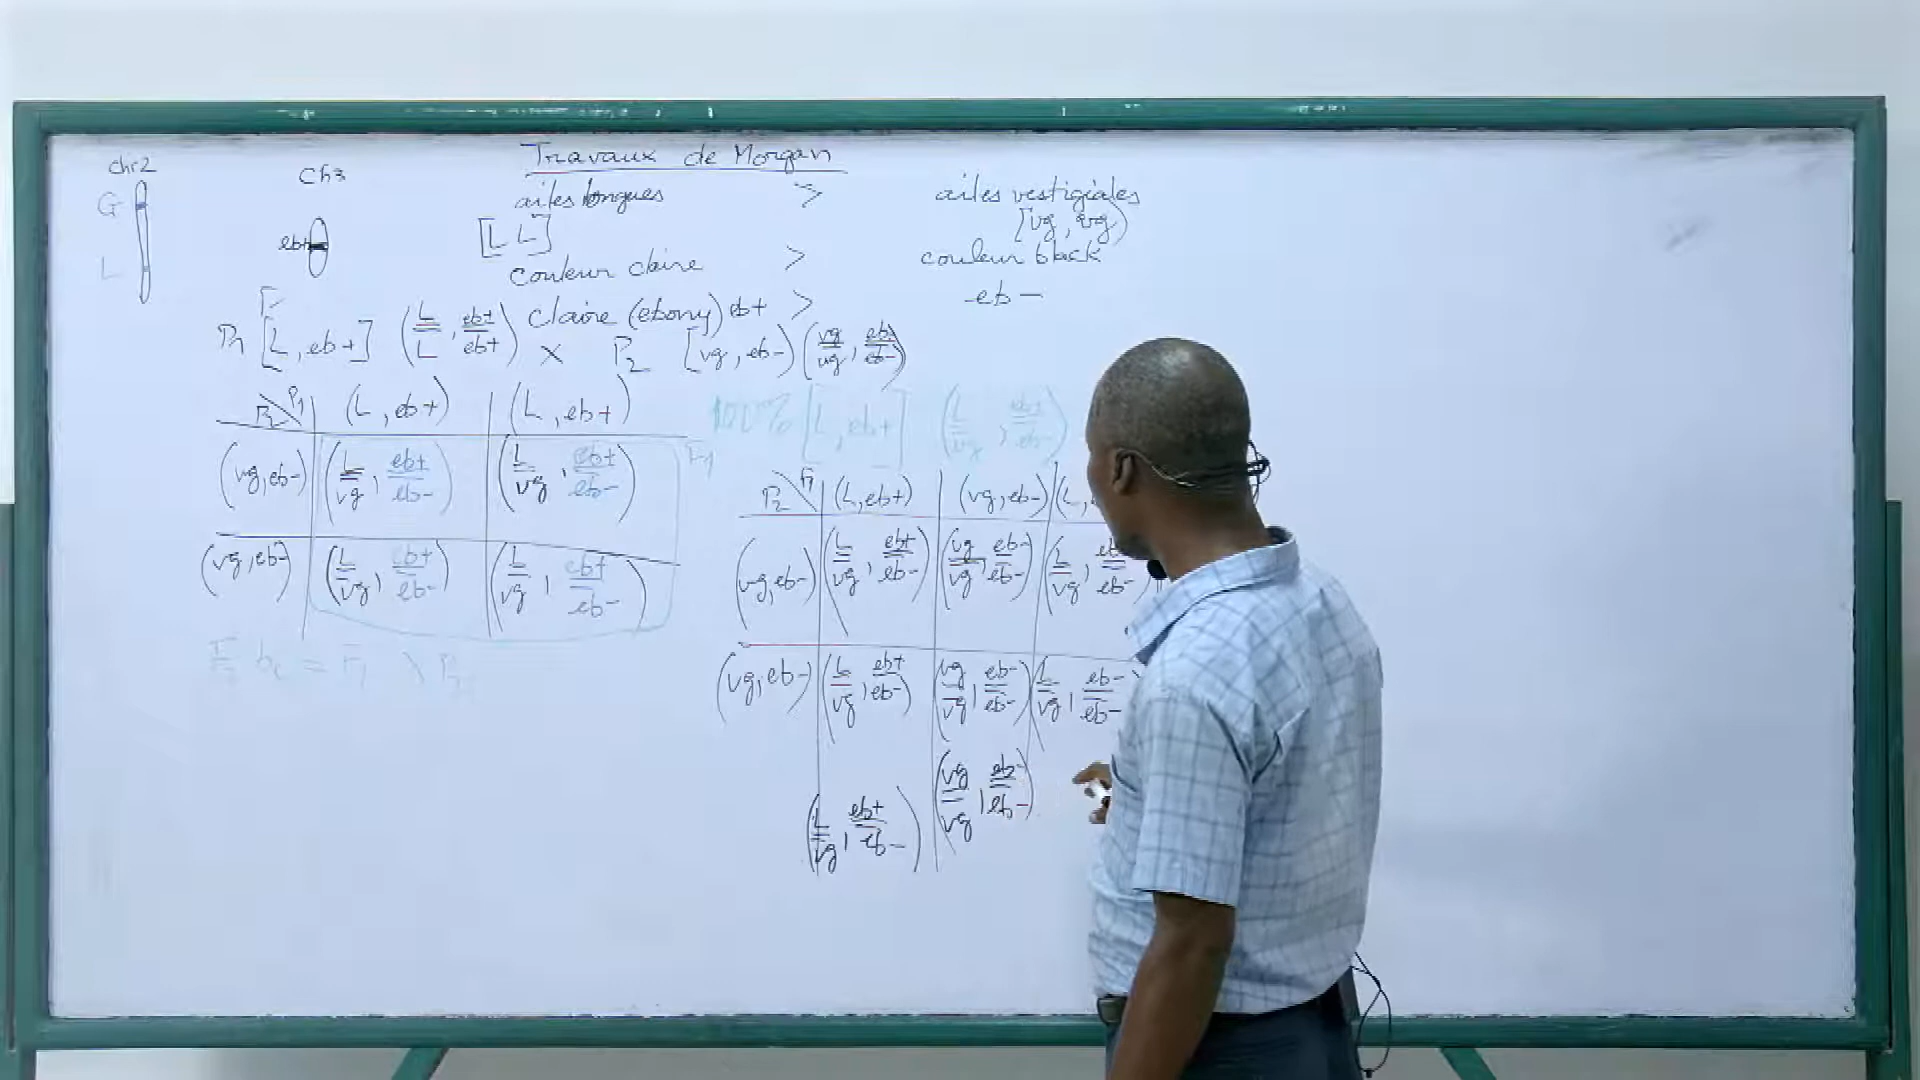 Travaux de Morgan
chr2
Ch3
G
L
eb+
ailes longues > ailes vestigiales
[L L] [vg, vg)
couleur claire > couleur black
claire (ebony) eb+ > eb-
P1 [L, eb+] (L/L, eb+/eb+) X P2 [vg, eb-) (vg/vg, eb-/eb-)
P2 P1 (L, eb+) (L, eb+)
(vg, eb-) (L/vg, eb+/eb-) (L/vg, eb+/eb-) F1
(vg, eb-) (L/vg, eb+/eb-) (L/vg, eb+/eb-)
bc = F1 X P2
100% [L, eb+] (L/vg, eb+/eb-)
P2 F1 (L, eb+) (vg, eb-) (L,
(vg, eb-) (L/vg, eb+/eb-) (vg/vg, eb-/eb-) (L/vg, eb-
(vg, eb-) (L/vg, eb+/eb-) (vg/vg, eb-/eb-) (L/vg, eb-/eb-
(L/vg, eb+/eb-) (vg/vg, eb-/eb-)